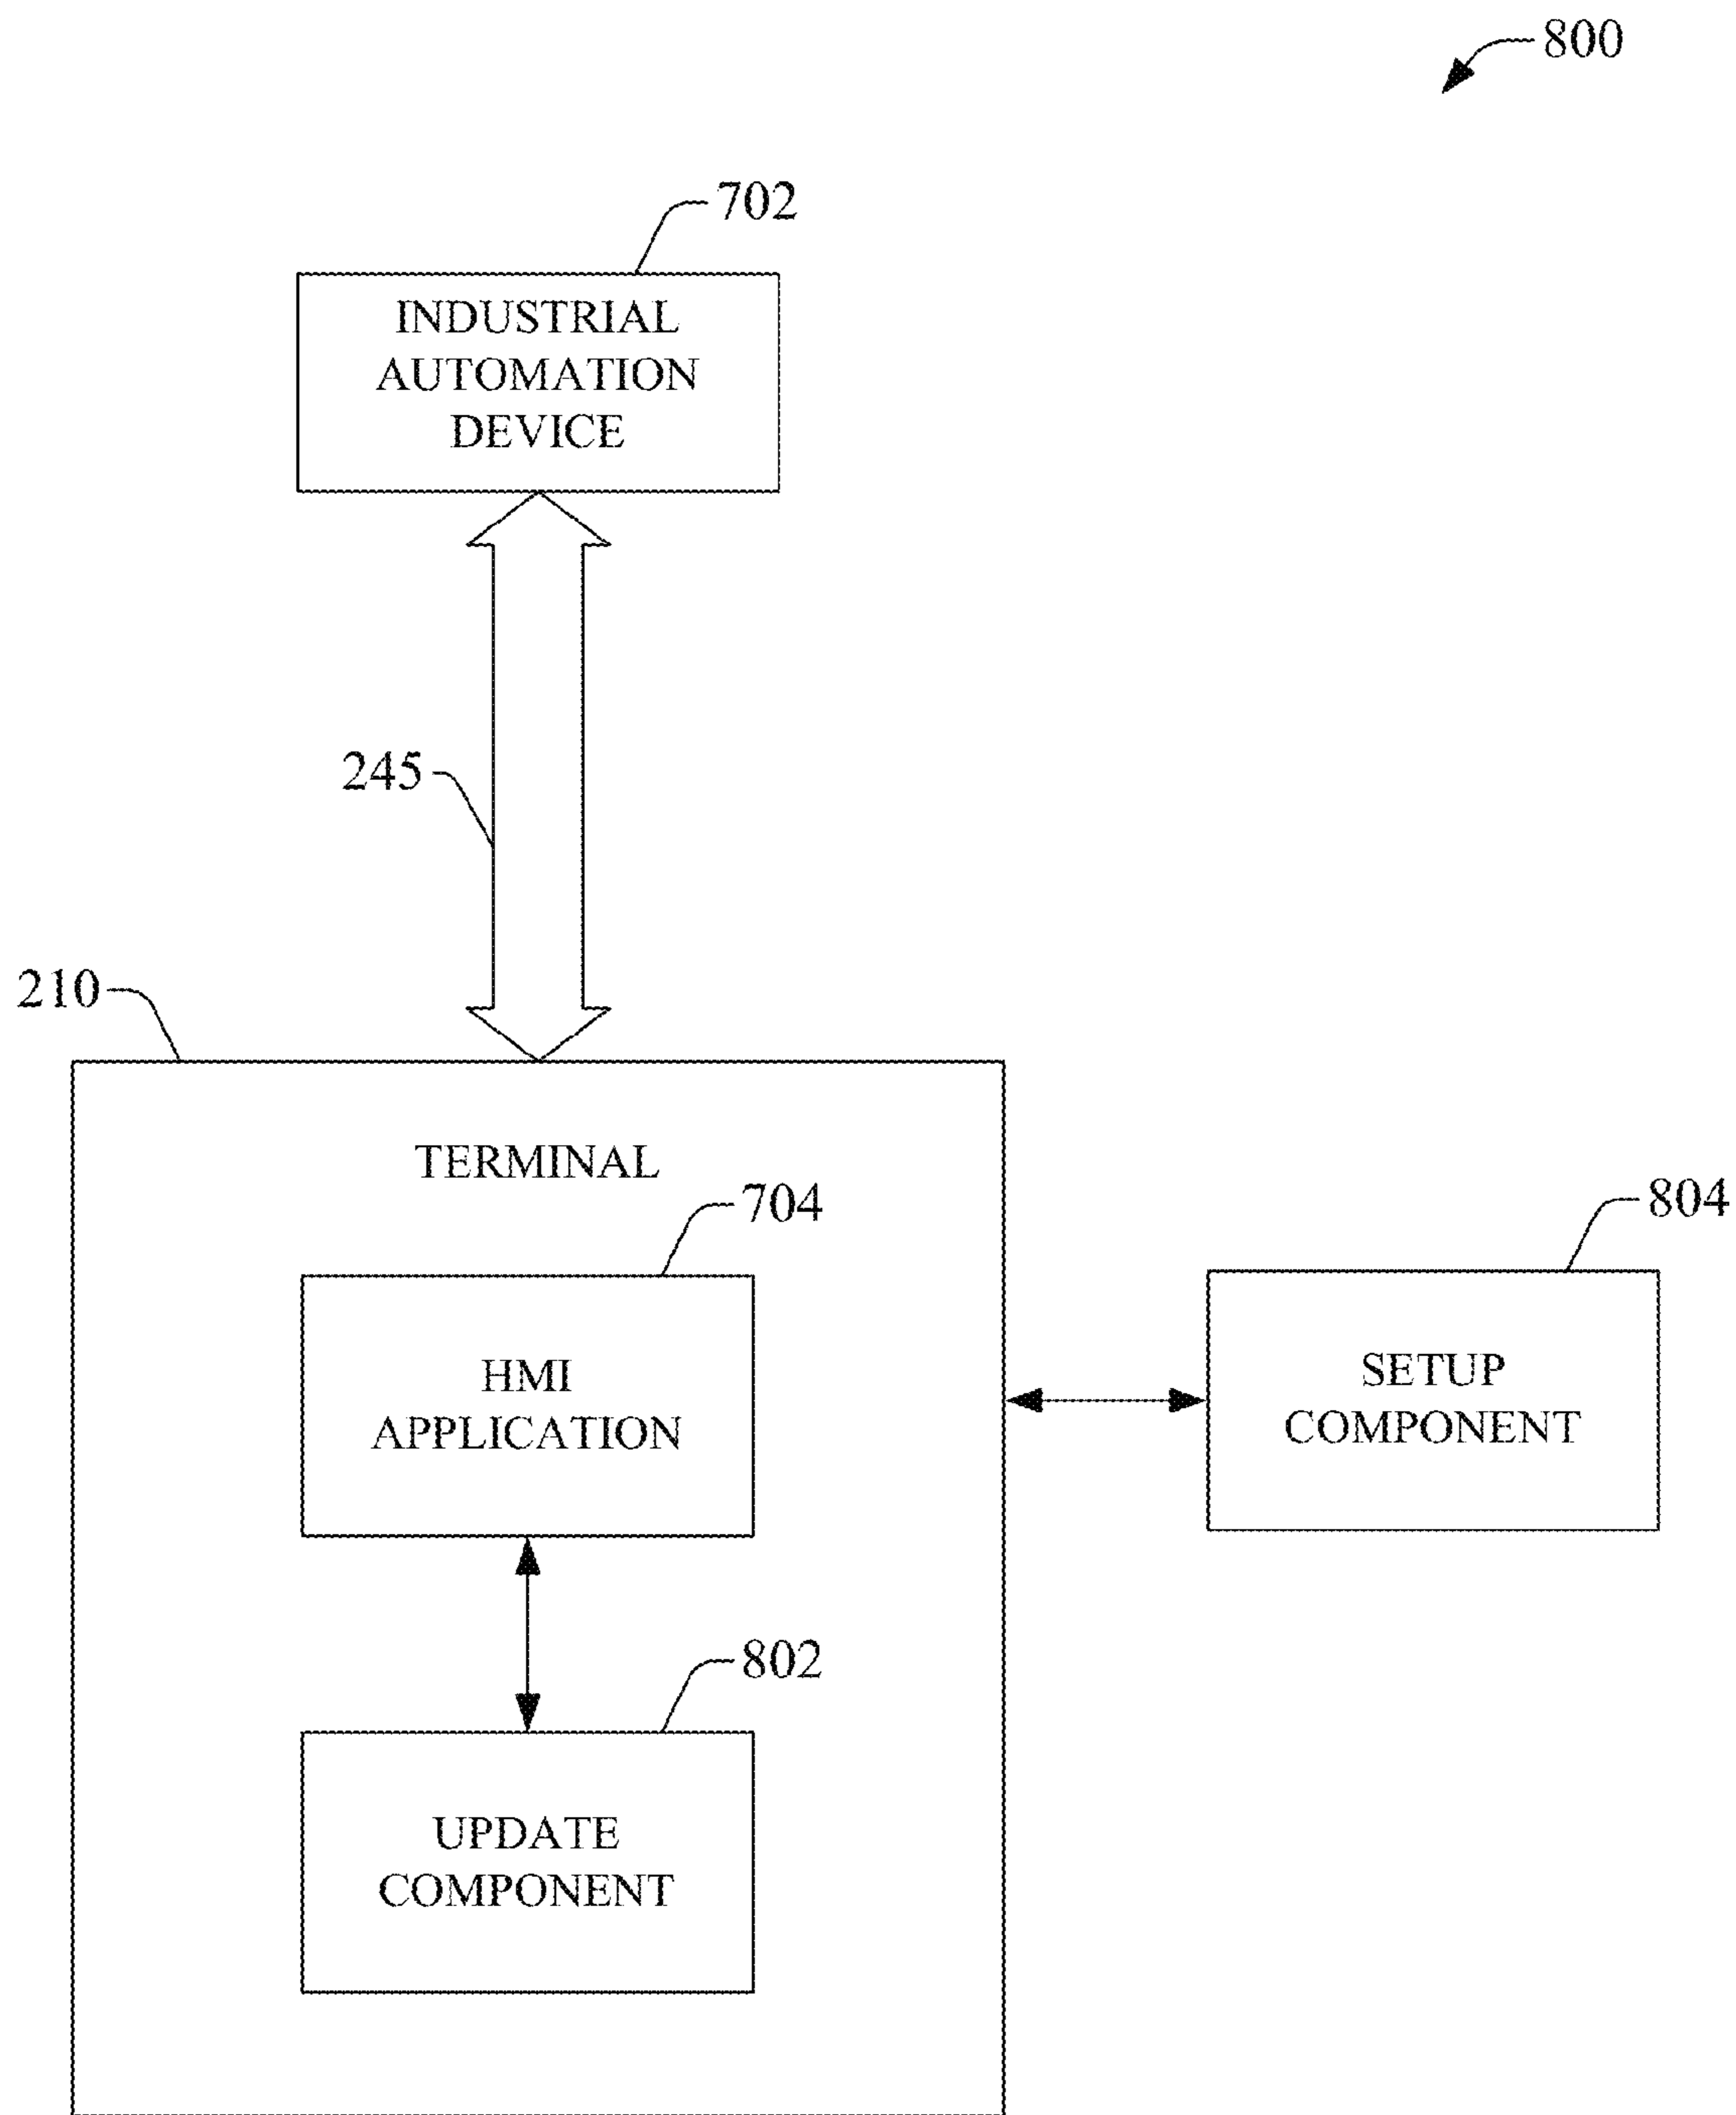 800
702
INDUSTRIAL
AUTOMATION
DEVICE
245
210
TERMINAL
704
804
HMI
APPLICATION
SETUP
COMPONENT
802
UPDATE
COMPONENT